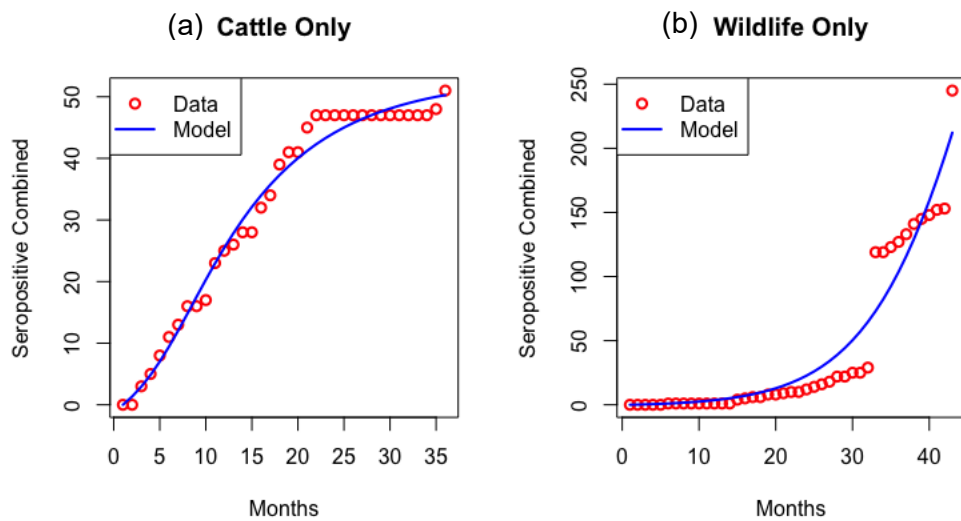 (a) Cattle Only
Data
Model
Seropositive Combined
0 10 20 30 40 50
0 5 10 15 20 25 30 35
Months
(b) Wildlife Only
Data
Model
Seropositive Combined
0 50 100 150 200 250
0 10 20 30 40
Months